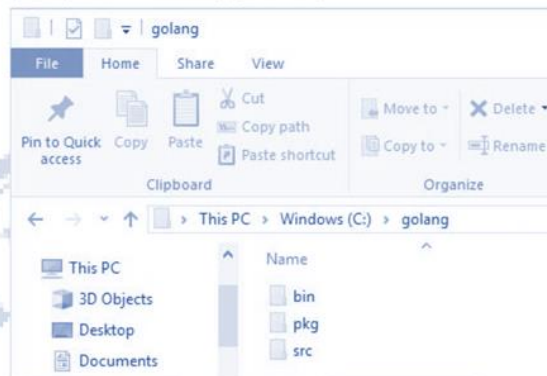 golang
File Home Share View
Pin to Quick access
Copy
Paste
Cut
Copy path
Paste shortcut
Move to
Copy to
Delete
Rename
Clipboard
Organize
This PC > Windows (C:) > golang
This PC
3D Objects
Desktop
Documents
Name
bin
pkg
src